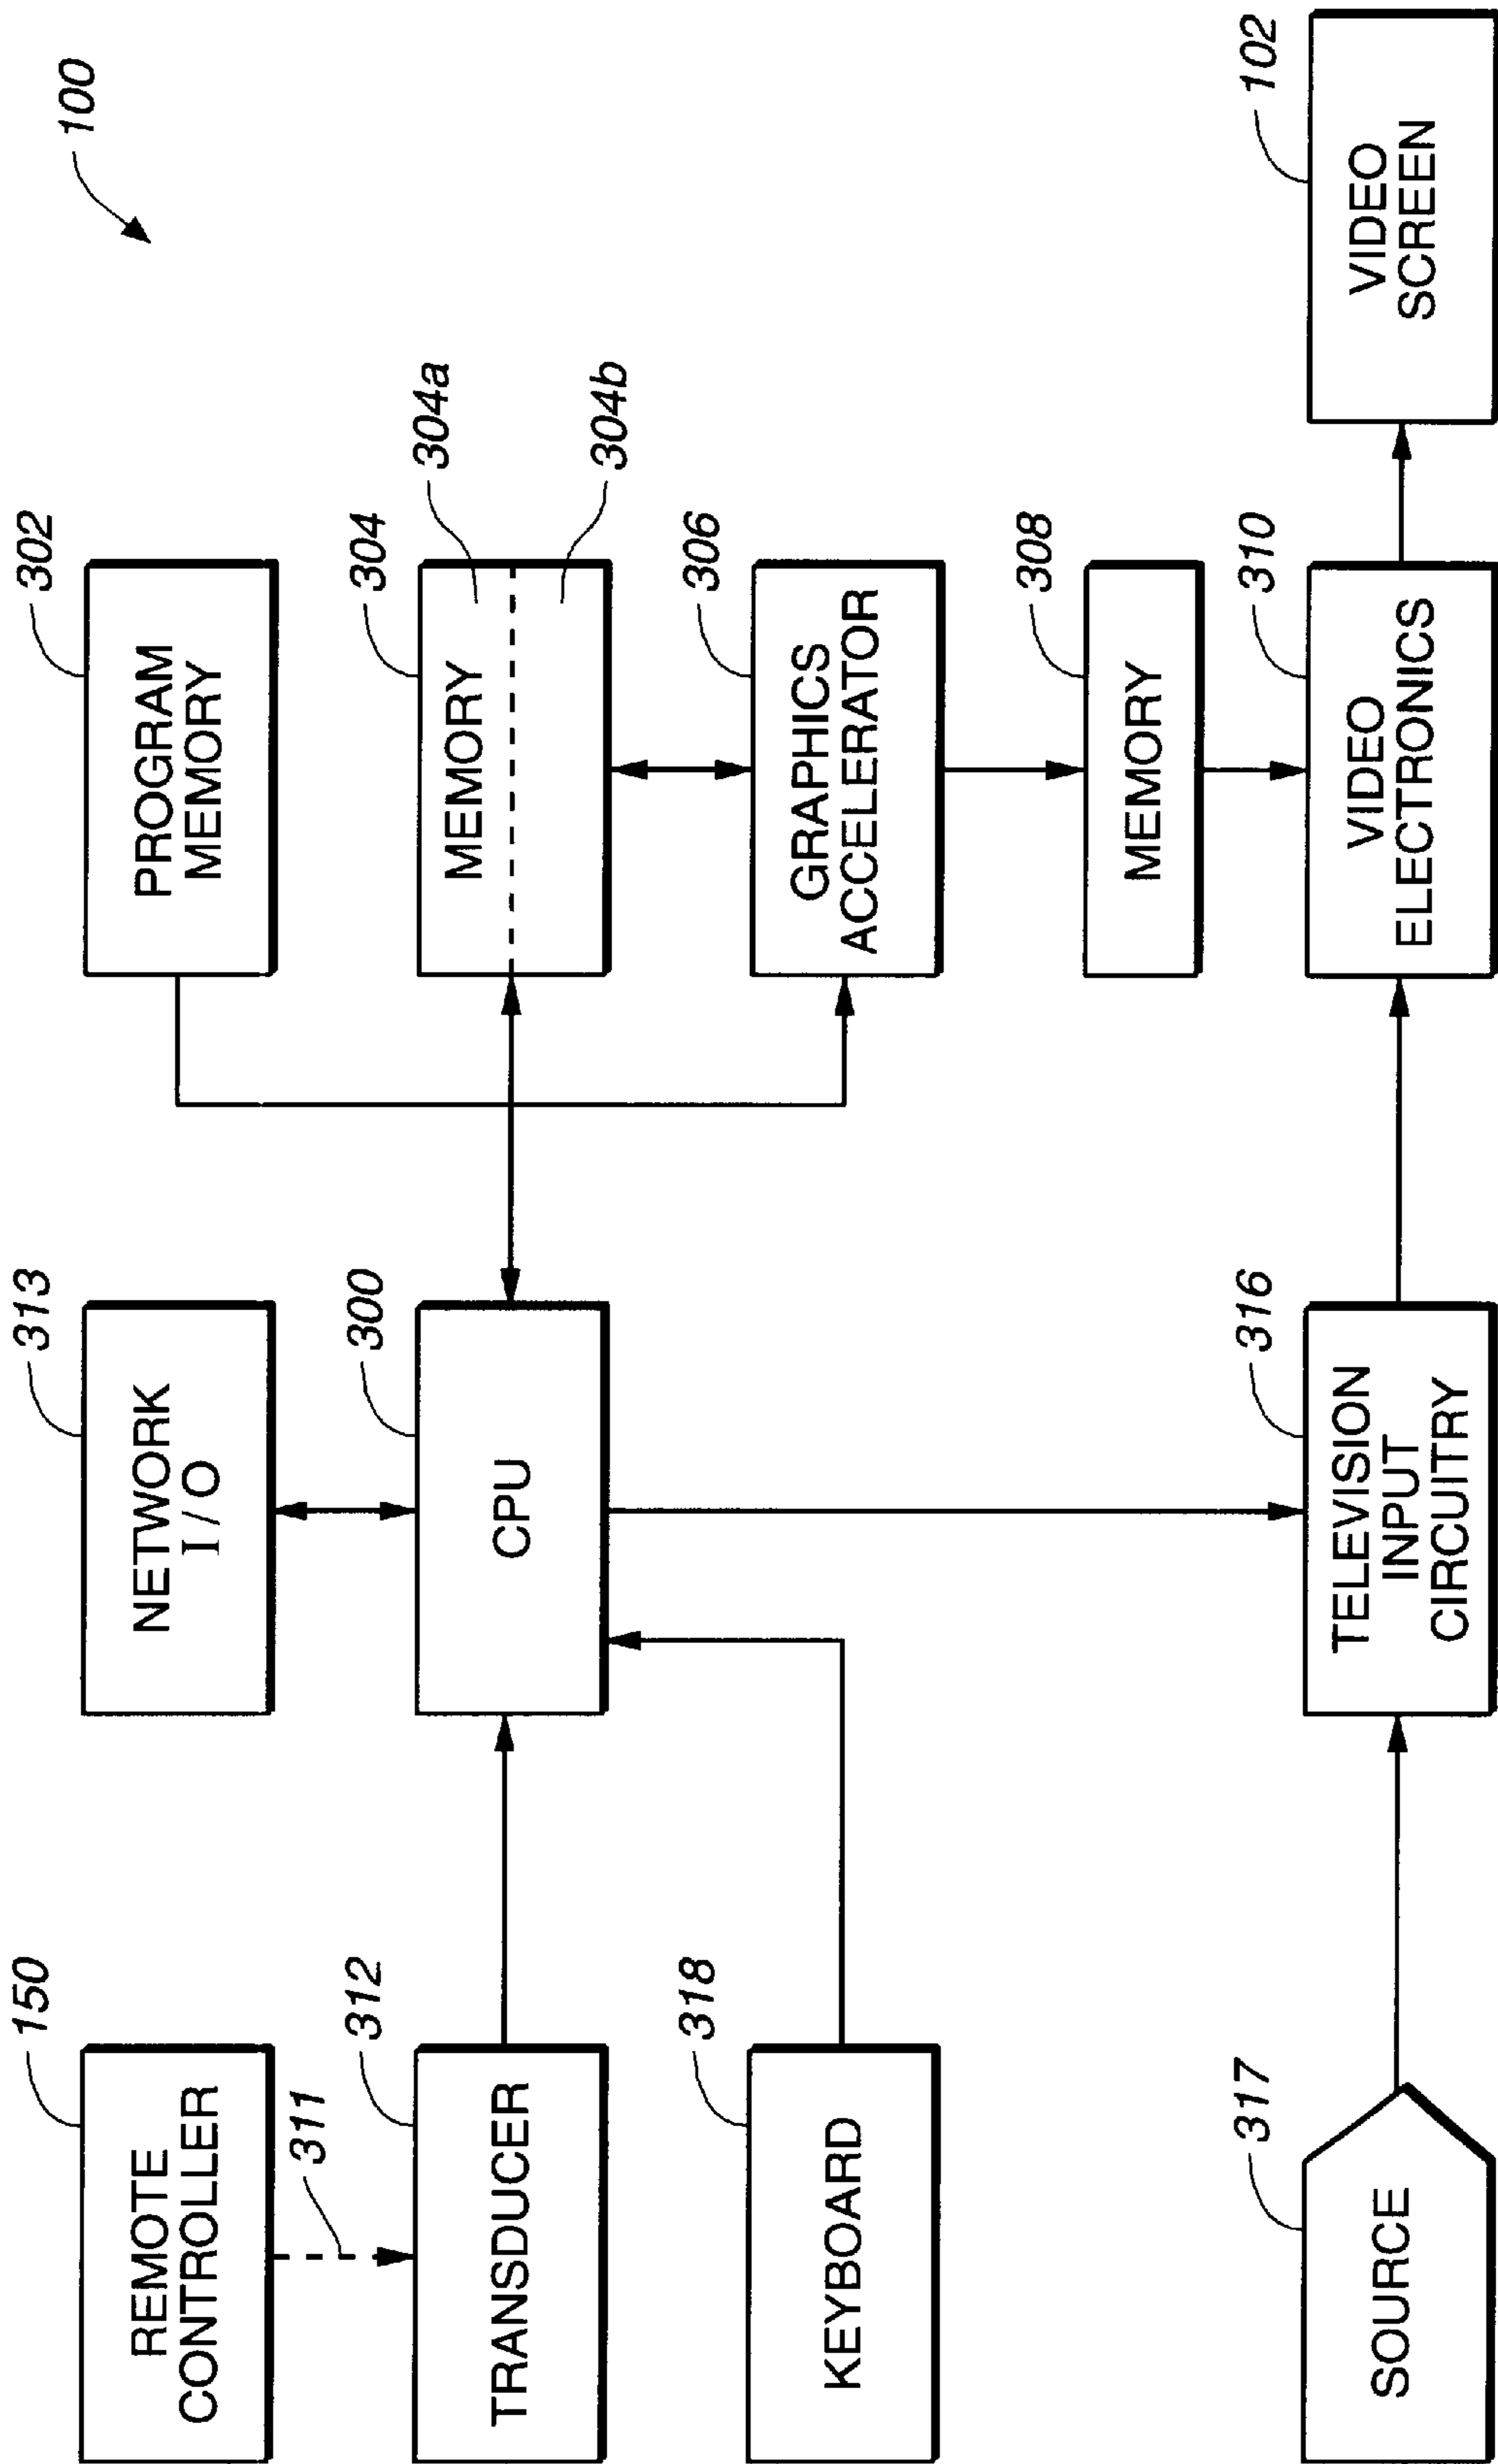 100
150
REMOTE
CONTROLLER
311
312
TRANSDUCER
318
KEYBOARD
317
SOURCE
313
NETWORK
I / O
300
CPU
316
TELEVISION
INPUT
CIRCUITRY
302
PROGRAM
MEMORY
304
MEMORY
304a
304b
306
GRAPHICS
ACCELERATOR
308
MEMORY
310
VIDEO
ELECTRONICS
102
VIDEO
SCREEN